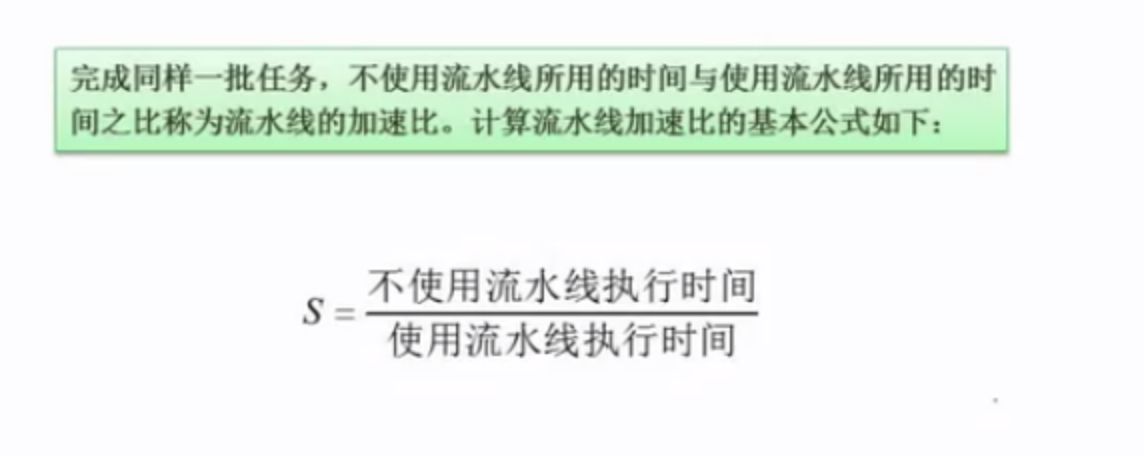 完成同样一批任务，不使用流水线所用的时间与使用流水线所用的时
间之比称为流水线的加速比。计算流水线加速比的基本公式如下：
不使用流水线执行时间
S =
使用流水线执行时间